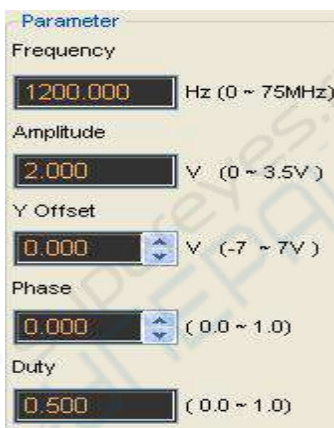 Parameter
Frequency
1200.000 Hz (0 ~ 75MHz)
Amplitude
2.000 V (0 ~ 3.5V)
Y Offset
0.000 V (-7 ~ 7V)
Phase
0.000 (0.0 ~ 1.0)
Duty
0.500 (0.0 ~ 1.0)